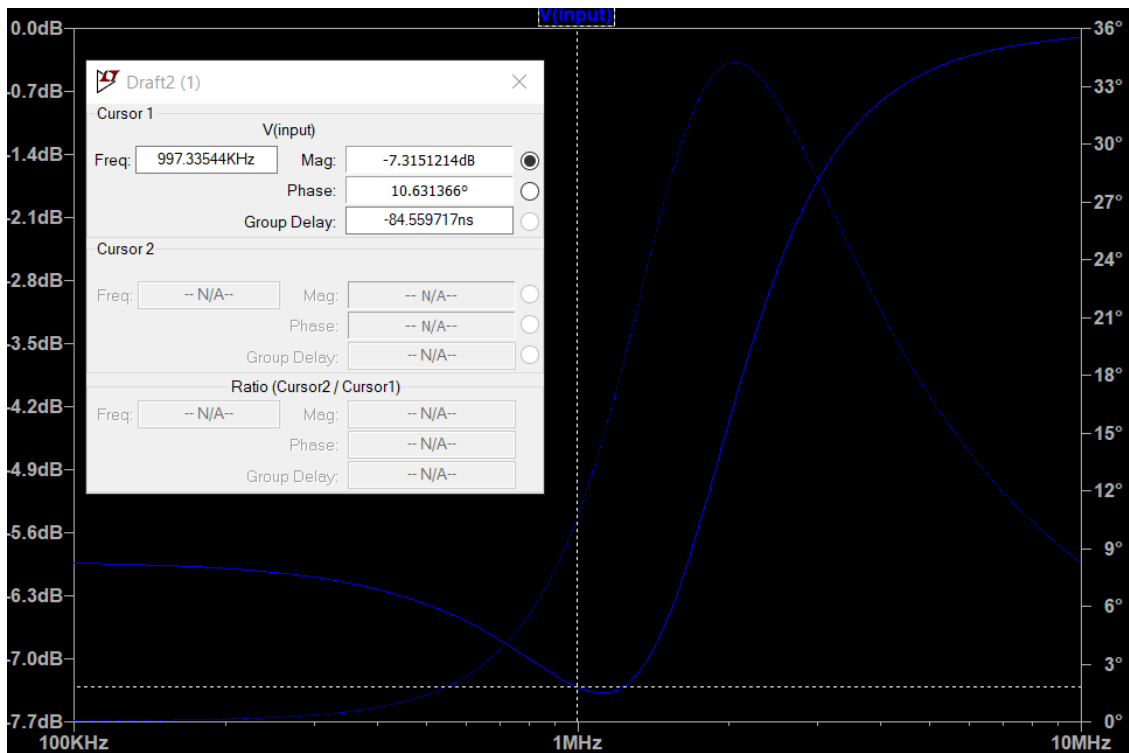 V(input)
0.0dB
-0.7dB
-1.4dB
-2.1dB
-2.8dB
-3.5dB
-4.2dB
-4.9dB
-5.6dB
-6.3dB
-7.0dB
-7.7dB
Draft2 (1)
Cursor 1
V(input)
Freq: 997.33544KHz Mag: -7.3151214dB
Phase: 10.631366º
Group Delay: -84.559717ns
Cursor 2
Freq: -- N/A-- Mag: -- N/A--
Phase: -- N/A--
Group Delay: -- N/A--
Ratio (Cursor2 / Cursor1)
Freq: -- N/A-- Mag: -- N/A--
Phase: -- N/A--
Group Delay: -- N/A--
36°
33°
30°
27°
24°
21°
18°
15°
12°
9°
6°
3°
0°
100KHz 1MHz 10MHz